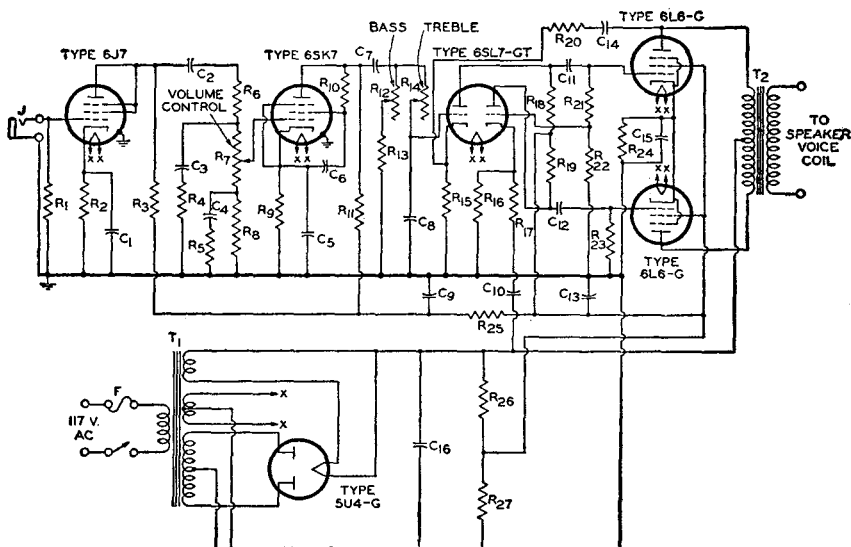 TYPE 6J7
TYPE 6SK7
BASS TREBLE
TYPE 6SL7-GT
TYPE 6L6-G
C2
R6
VOLUME
CONTROL
R7
C7
R10
R12
R14
R20
C14
C11
R18
R21
T2
J
C3
R4
C4
R5
R8
C6
R13
R19
R22
C15
R24
TO
SPEAKER
VOICE
COIL
R1
R2
C1
R3
R9
C5
R11
C8
R15
R16
R17
C12
R23
TYPE
6L6-G
C9
C10
C13
R25
T1
F
117 V.
AC
X
X
C16
R26
R27
TYPE
5U4-G
X X
X X
X X
X X
X X